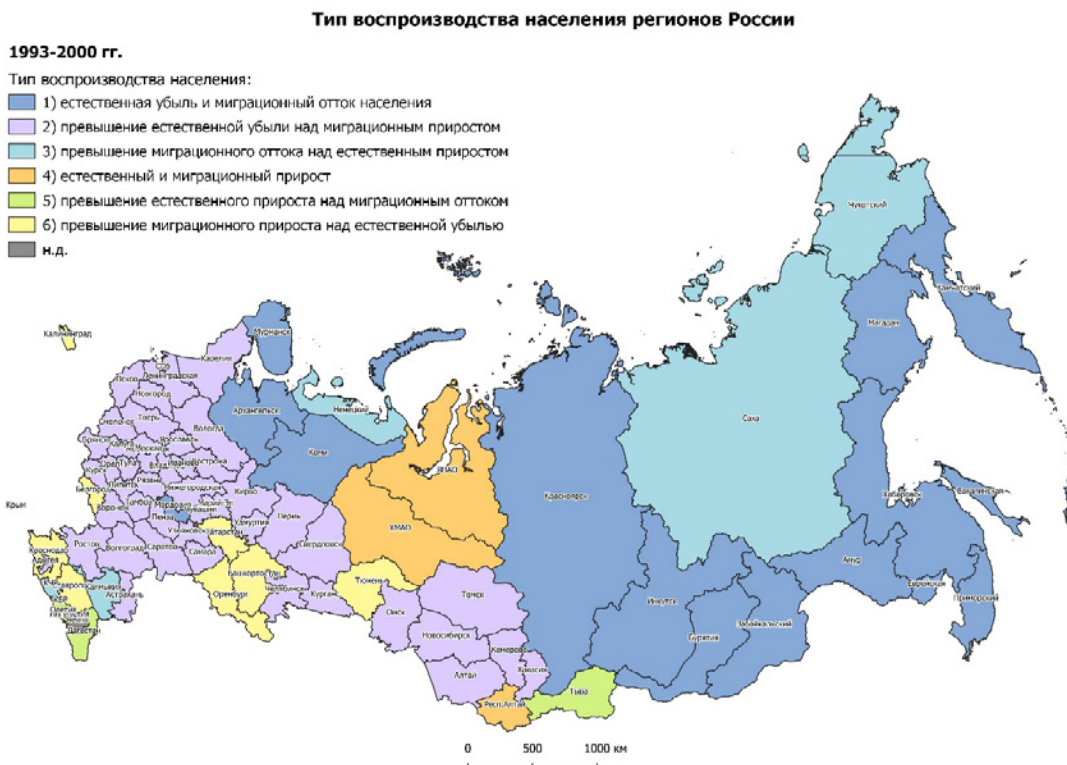 Тип воспроизводства населения регионов России
1993-2000 гг.
Тип воспроизводства населения:
1) естественная убыль и миграционный отток населения
2) превышение естественной убыли над миграционным приростом
3) превышение миграционного оттока над естественным приростом
4) естественный и миграционный прирост
5) превышение естественного прироста над миграционным оттоком
6) превышение миграционного прироста над естественной убылью
н.д.
Чукотский
Камчатский
Магадан
Калининград
Мурманск
Карелия
СПб
Ленинградская
Псков
Новгород
Ненецкий
Архангельск
Саха
Тверь
Смоленск
Вологда
Ярославль
Брянск
Коми
ЯНАО
Курск
Рязань
Нижегородская
Киров
Белгород
Липецк
Красноярск
Хабаровск
Сахалинская
Крым
Воронеж
Пенза
Мордовия
Удмуртия
Пермь
ХМАО
Ульяновск
Татарстан
Свердловск
Краснодар
Ростов
Волгоград
Саратов
Самара
Амур
Адыгея
Башкортостан
Тюмень
Еврейская
Приморский
Астрахань
Оренбург
Челябинск
Курган
Омск
Томск
Иркутск
Забайкальский
Новосибирск
Бурятия
Дагестан
Кемерово
Хакасия
Алтай
Тыва
Респ.Алтай
0 500 1000 км